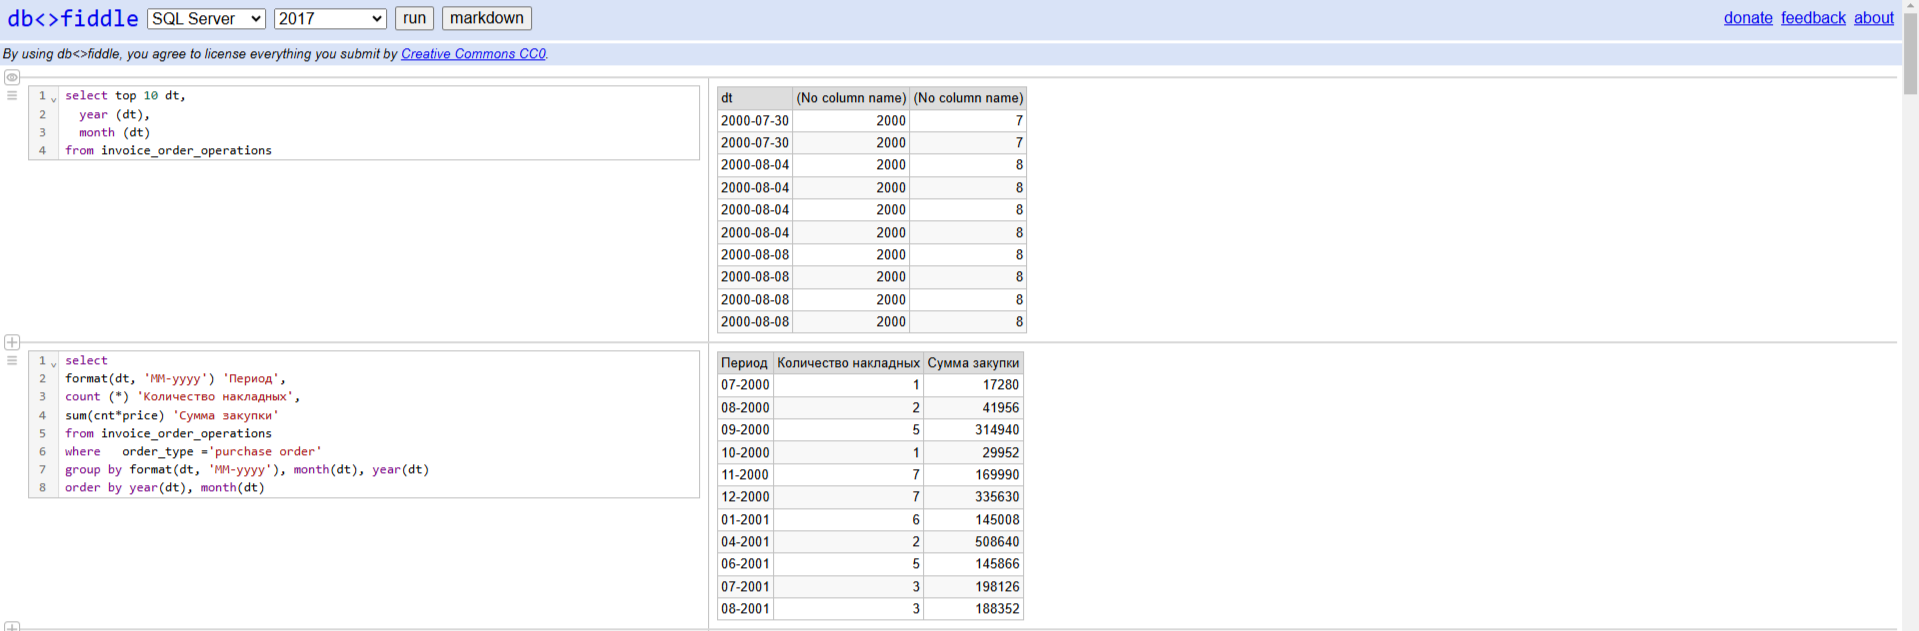 db<>fiddle SQL Server 2017 run markdown donate feedback about
By using db<>fiddle, you agree to license everything you submit by Creative Commons CC0.
1 select top 10 dt,
2 year (dt),
3 month (dt)
4 from invoice_order_operations
dt (No column name) (No column name)
2000-07-30 2000 7
2000-07-30 2000 7
2000-08-04 2000 8
2000-08-04 2000 8
2000-08-04 2000 8
2000-08-04 2000 8
2000-08-08 2000 8
2000-08-08 2000 8
2000-08-08 2000 8
2000-08-08 2000 8
1 select
2 format(dt, 'MM-yyyy') 'Период',
3 count (*) 'Количество накладных',
4 sum(cnt*price) 'Сумма закупки'
5 from invoice_order_operations
6 where order_type ='purchase order'
7 group by format(dt, 'MM-yyyy'), month(dt), year(dt)
8 order by year(dt), month(dt)
Период Количество накладных Сумма закупки
07-2000 1 17280
08-2000 2 41956
09-2000 5 314940
10-2000 1 29952
11-2000 7 169990
12-2000 7 335630
01-2001 6 145008
04-2001 2 508640
06-2001 5 145866
07-2001 3 198126
08-2001 3 188352